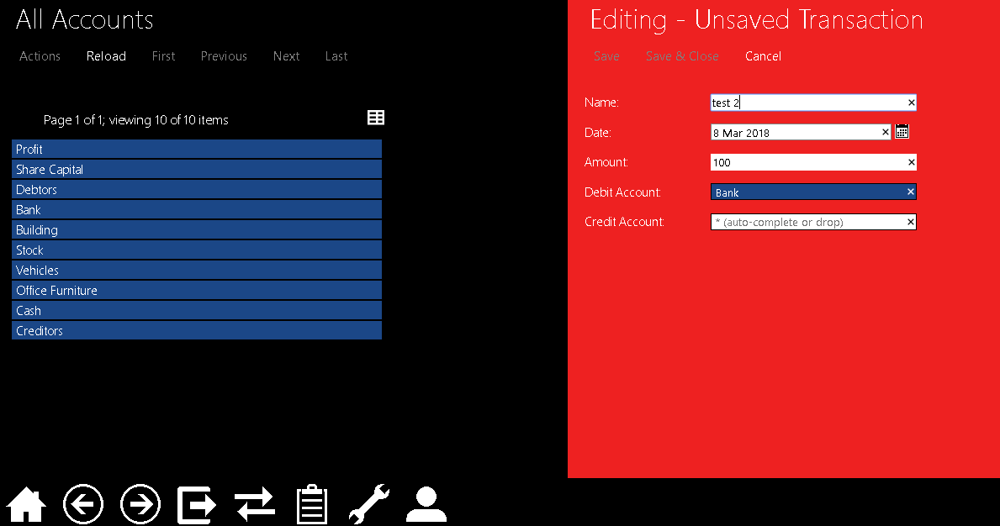 All Accounts
Actions Reload First Previous Next Last
Page 1 of 1; viewing 10 of 10 items
Profit
Share Capital
Debtors
Bank
Building
Stock
Vehicles
Office Furniture
Cash
Creditors
Editing - Unsaved Transaction
Save Save & Close Cancel
Name: test 2
Date: 8 Mar 2018
Amount: 100
Debit Account: Bank
Credit Account: * (auto-complete or drop)